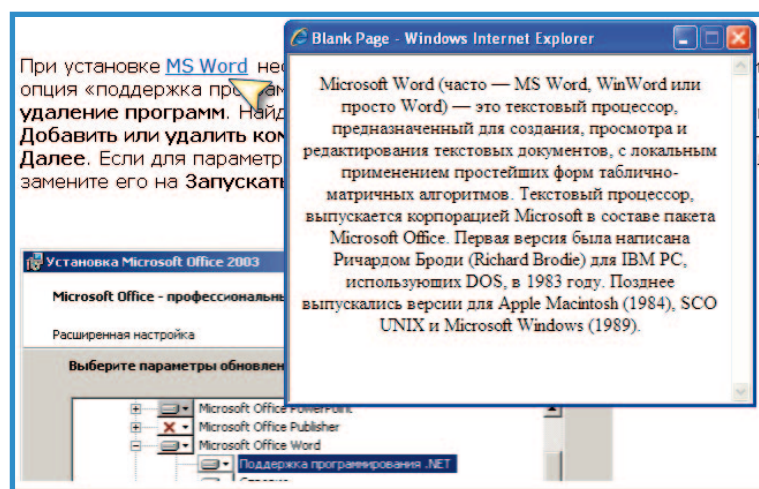 При установке MS Word
опция «поддержка
удаление программ.
Добавить или удалить
Далее. Если для
замените его на
Blank Page - Windows Internet Explorer
Microsoft Word (часто — MS Word, WinWord или
просто Word) — это текстовый процессор,
предназначенный для создания, просмотра и
редактирования текстовых документов, с локальным
применением простейших форм таблично-
матричных алгоритмов. Текстовый процессор,
выпускается корпорацией Microsoft в составе пакета
Microsoft Office. Первая версия была написана
Ричардом Броди (Richard Brodie) для IBM PC,
использующих DOS, в 1983 году. Позднее
выпускались версии для Apple Macintosh (1984), SCO
UNIX и Microsoft Windows (1989).
Установка Microsoft Office 2003
Microsoft Office -
Расширенная настройка
Выберите параметры
Microsoft Office PowerPoint
Microsoft Office Publisher
Microsoft Office Word
Поддержка программирования .NET